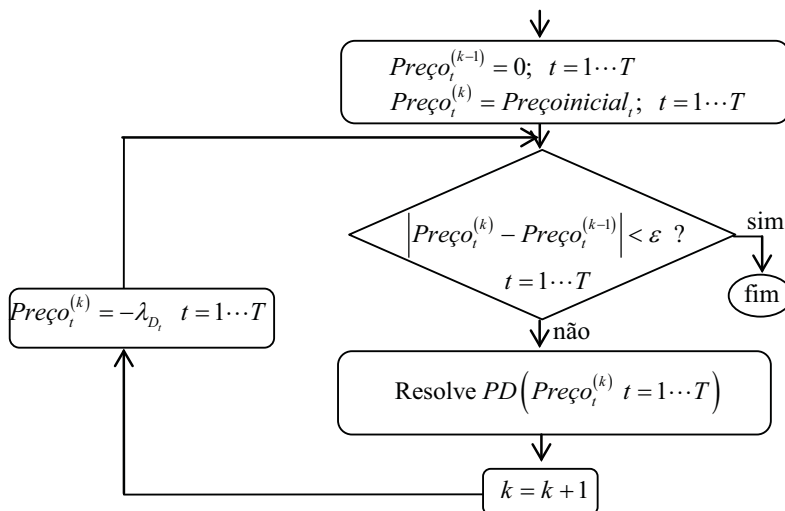 Preço_t^(k−1) = 0; t = 1⋯T
Preço_t^(k) = Preçoinicial_t; t = 1⋯T
|Preço_t^(k) − Preço_t^(k−1)| < ε ?
t = 1⋯T
sim
fim
não
Resolve PD(Preço_t^(k) t = 1⋯T)
k = k + 1
Preço_t^(k) = −λ_{D_t} t = 1⋯T